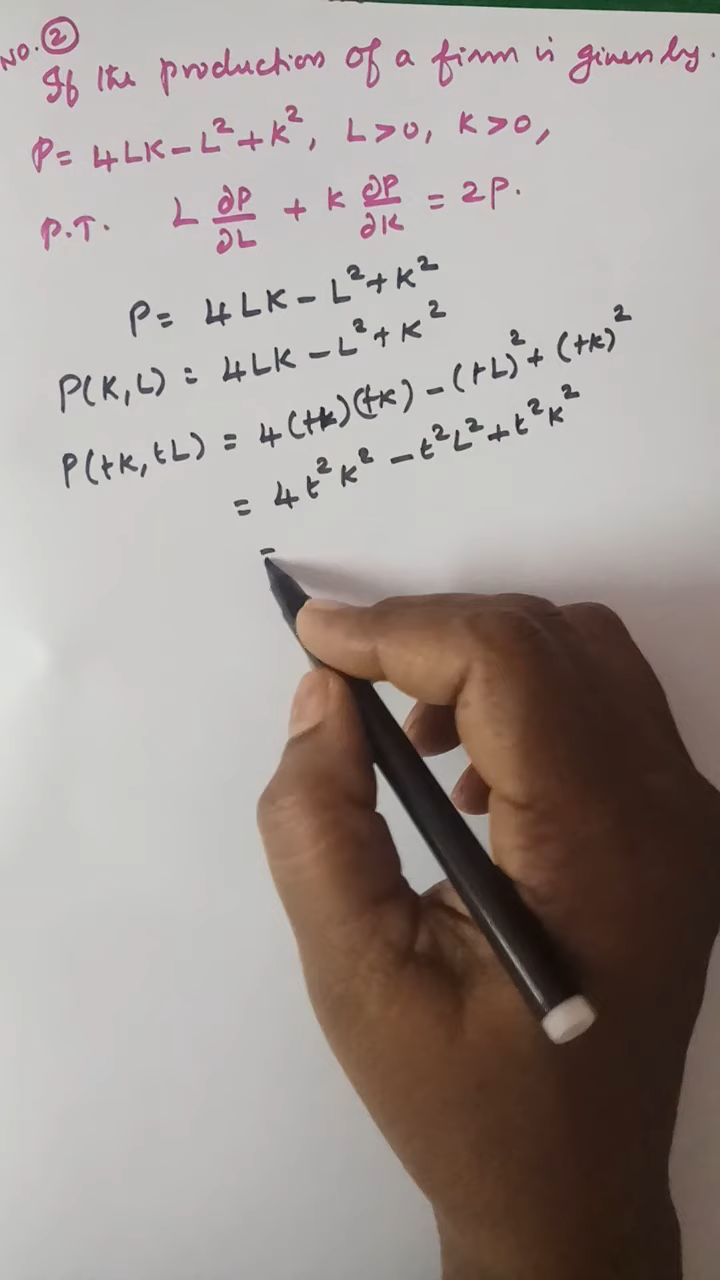 NO. 2
If the production of a firm is given by.
P = 4LK - L² + K², L > 0, K > 0,
P.T. L ∂P/∂L + K ∂P/∂K = 2P.
P = 4LK - L² + K²
P(K,L) = 4LK - L² + K²
P(tK, tL) = 4(tK)(tK) - (tL)² + (tK)²
= 4t²K² - t²L² + t²K²
=